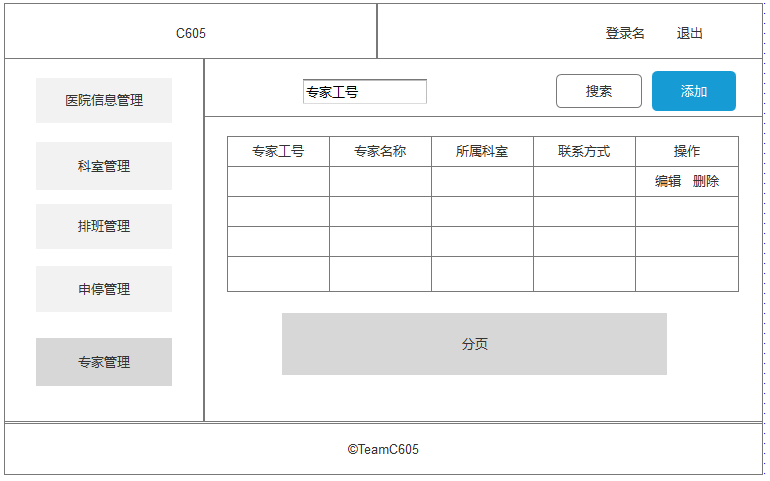 C605
登录名 退出
医院信息管理
科室管理
排班管理
申停管理
专家管理
专家工号 搜索 添加
专家工号 专家名称 所属科室 联系方式 操作
编辑 删除
分页
©TeamC605